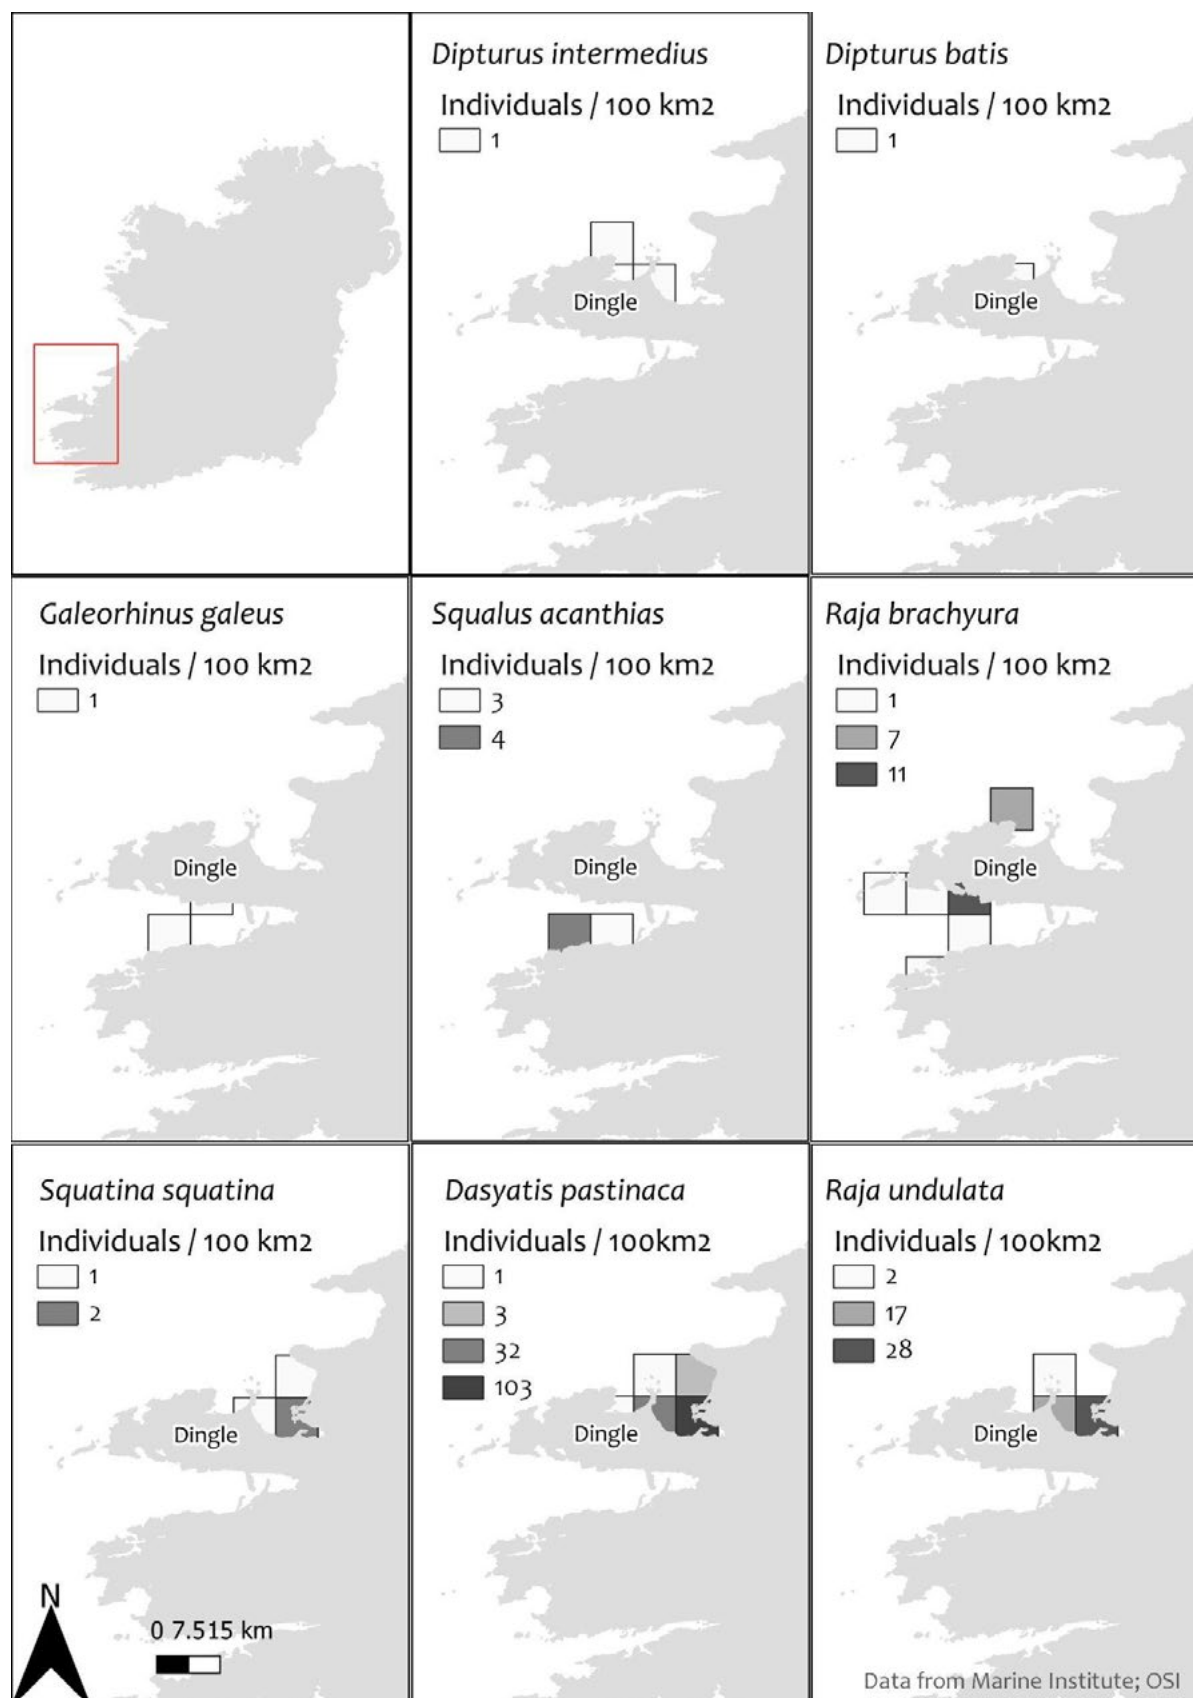 Dipturus intermedius
Individuals / 100 km2
1
Dingle
Dipturus batis
Individuals / 100 km2
1
Dingle
Galeorhinus galeus
Individuals / 100 km2
1
Dingle
Squalus acanthias
Individuals / 100 km2
3
4
Dingle
Raja brachyura
Individuals / 100 km2
1
7
11
Dingle
Squatina squatina
Individuals / 100 km2
1
2
Dingle
N
0 7.515 km
Dasyatis pastinaca
Individuals / 100km2
1
3
32
103
Dingle
Raja undulata
Individuals / 100km2
2
17
28
Dingle
Data from Marine Institute; OSI